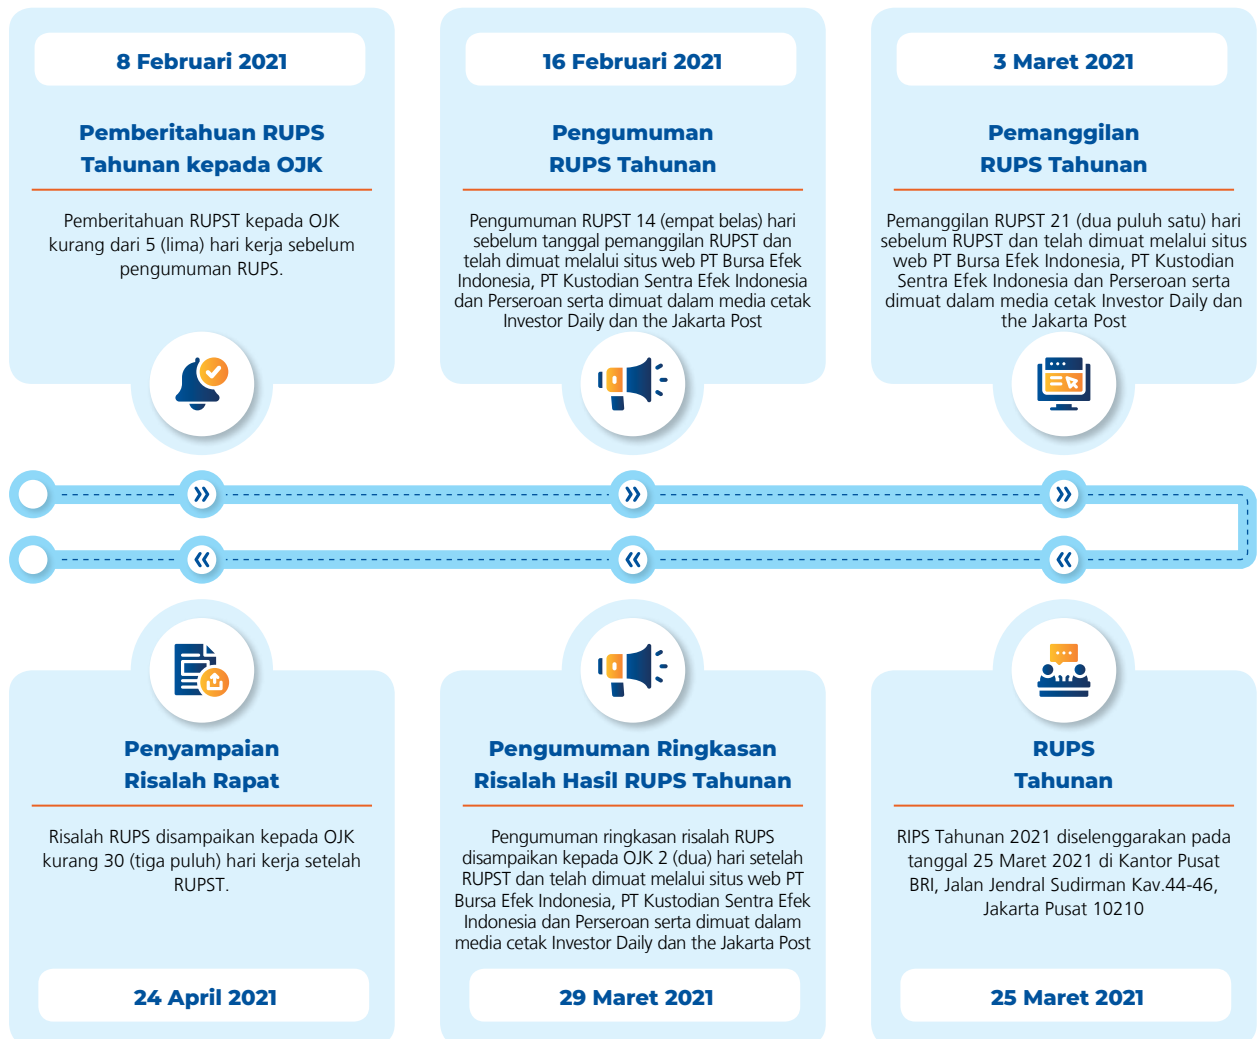 8 Februari 2021
Pemberitahuan RUPS
Tahunan kepada OJK
Pemberitahuan RUPST kepada OJK
kurang dari 5 (lima) hari kerja sebelum
pengumuman RUPS.
16 Februari 2021
Pengumuman
RUPS Tahunan
Pengumuman RUPST 14 (empat belas) hari
sebelum tanggal pemanggilan RUPST dan
telah dimuat melalui situs web PT Bursa Efek
Indonesia, PT Kustodian Sentra Efek Indonesia
dan Perseroan serta dimuat dalam media cetak
Investor Daily dan the Jakarta Post
3 Maret 2021
Pemanggilan
RUPS Tahunan
Pemanggilan RUPST 21 (dua puluh satu) hari
sebelum RUPST dan telah dimuat melalui situs
web PT Bursa Efek Indonesia, PT Kustodian
Sentra Efek Indonesia dan Perseroan serta
dimuat dalam media cetak Investor Daily dan
the Jakarta Post
RUPS
Tahunan
RIPS Tahunan 2021 diselenggarakan pada
tanggal 25 Maret 2021 di Kantor Pusat
BRI, Jalan Jendral Sudirman Kav.44-46,
Jakarta Pusat 10210
25 Maret 2021
Pengumuman Ringkasan
Risalah Hasil RUPS Tahunan
Pengumuman ringkasan risalah RUPS
disampaikan kepada OJK 2 (dua) hari setelah
RUPST dan telah dimuat melalui situs web PT
Bursa Efek Indonesia, PT Kustodian Sentra Efek
Indonesia dan Perseroan serta dimuat dalam
media cetak Investor Daily dan the Jakarta Post
29 Maret 2021
Penyampaian
Risalah Rapat
Risalah RUPS disampaikan kepada OJK
kurang 30 (tiga puluh) hari kerja setelah
RUPST.
24 April 2021